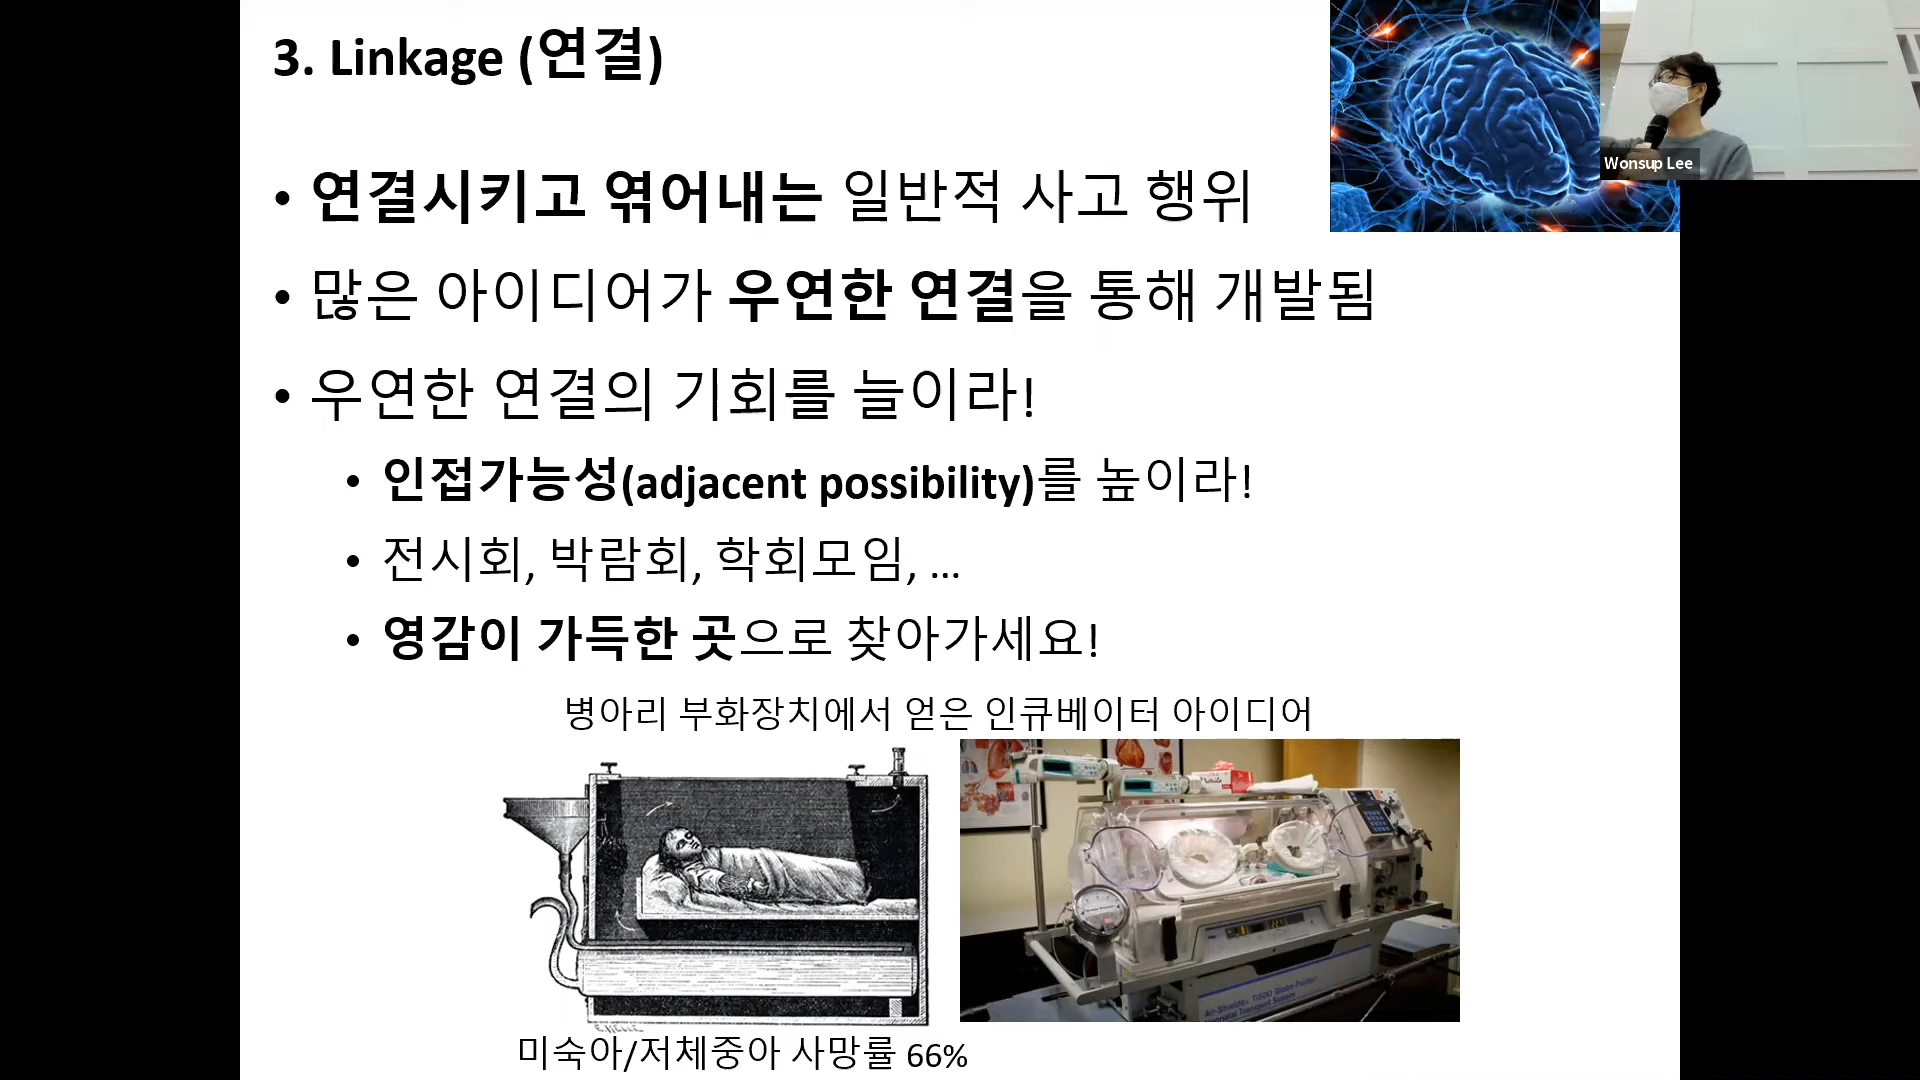 3. Linkage (연결)
Wonsup Lee
• 연결시키고 엮어내는 일반적 사고 행위
• 많은 아이디어가 우연한 연결을 통해 개발됨
• 우연한 연결의 기회를 늘이라!
• 인접가능성(adjacent possibility)를 높이라!
• 전시회, 박람회, 학회모임, ...
• 영감이 가득한 곳으로 찾아가세요!
병아리 부화장치에서 얻은 인큐베이터 아이디어
미숙아/저체중아 사망률 66%